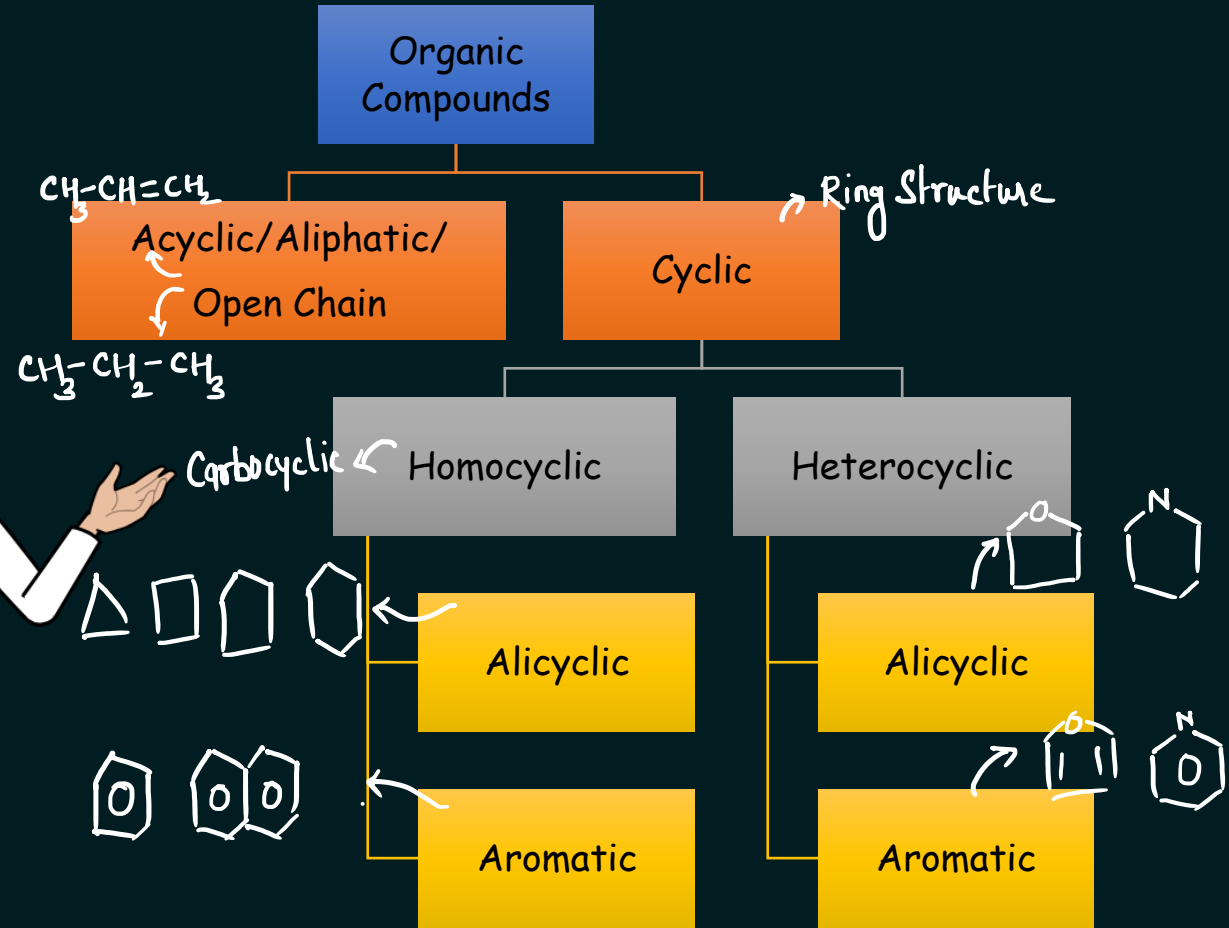 Organic
Compounds
CH3-CH=CH2
Ring Structure
Acyclic/Aliphatic/
Open Chain
Cyclic
CH3-CH2-CH3
Carbocyclic
Homocyclic
Heterocyclic
O
N
Alicyclic
Alicyclic
O
N
Aromatic
Aromatic